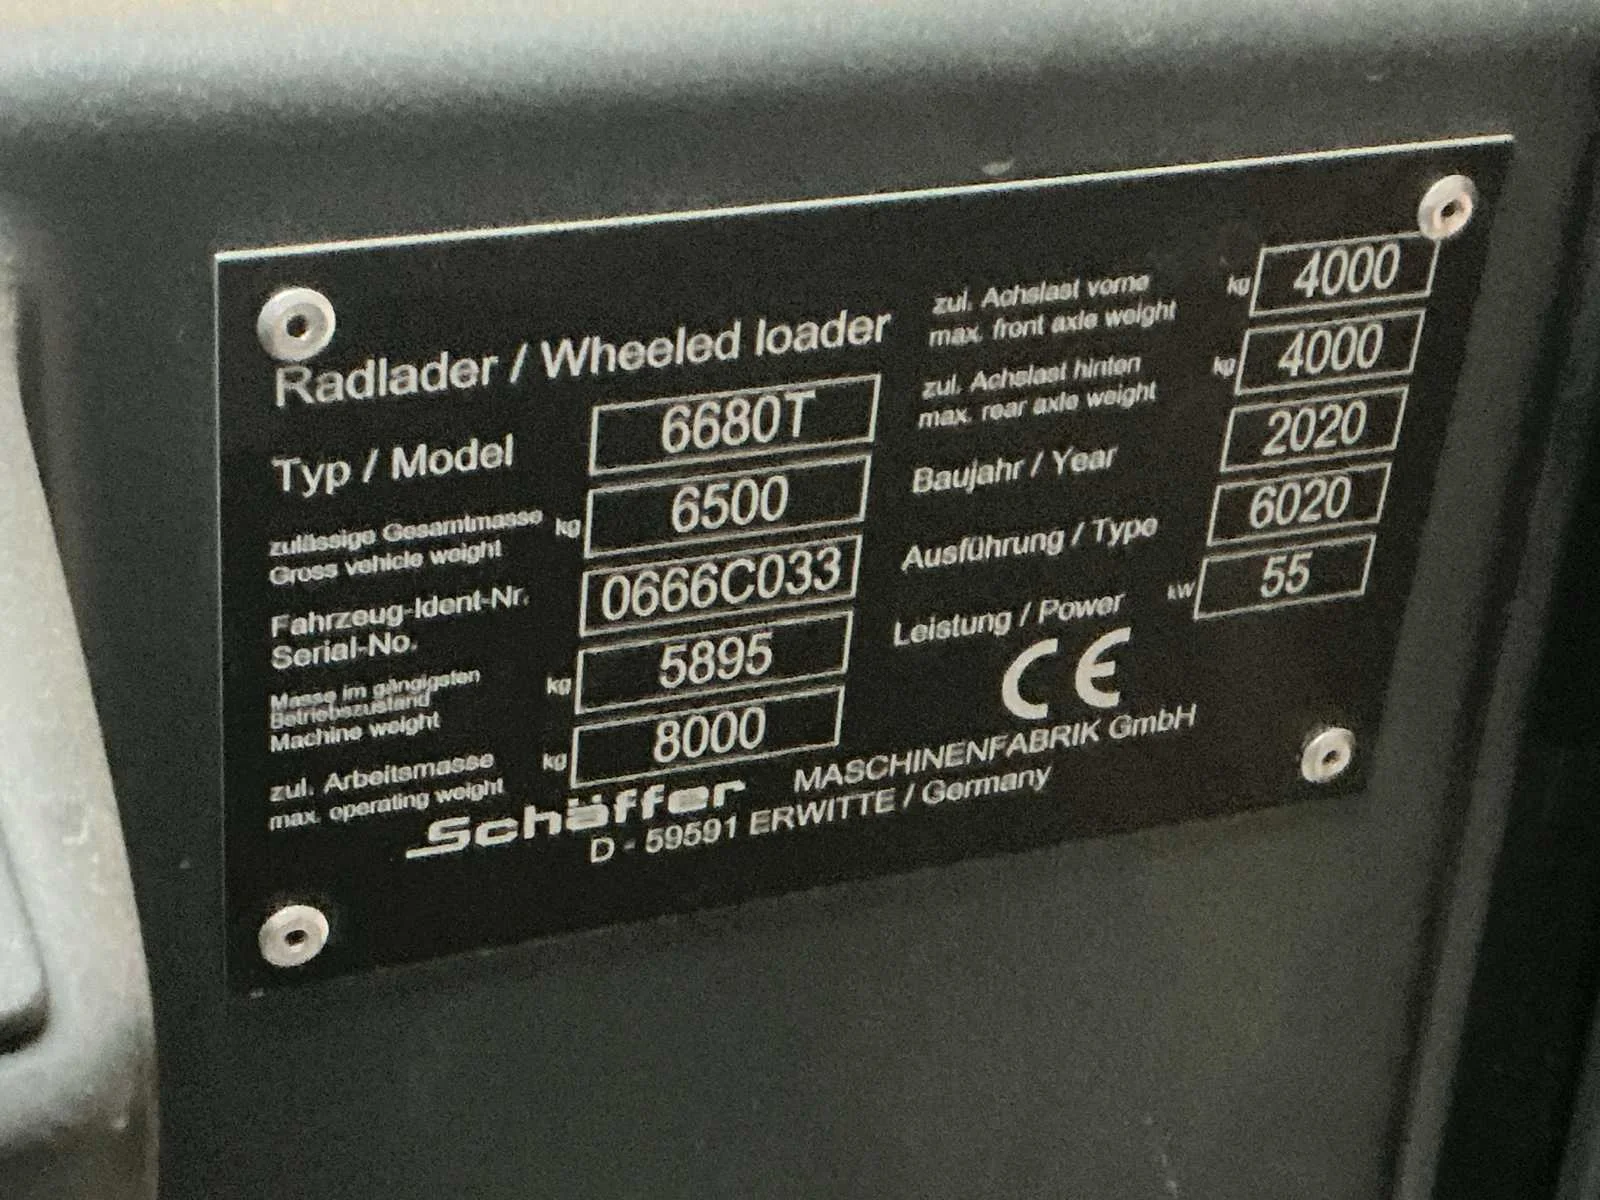 Radlader / Wheeled loader
Typ / Model 6680T
zulässige Gesamtmasse kg 6500
Gross vehicle weight
Fahrzeug-Ident-Nr. 0666C033
Serial-No.
Masse im gängigsten
Betriebszustand kg 5895
Machine weight
zul. Arbeitsmasse kg 8000
max. operating weight
zul. Achslast vorne kg 4000
max. front axle weight
zul. Achslast hinten kg 4000
max. rear axle weight
Baujahr / Year 2020
Ausführung / Type 6020
Leistung / Power kW 55
CE
Schäffer MASCHINENFABRIK GmbH
D - 59591 ERWITTE / Germany